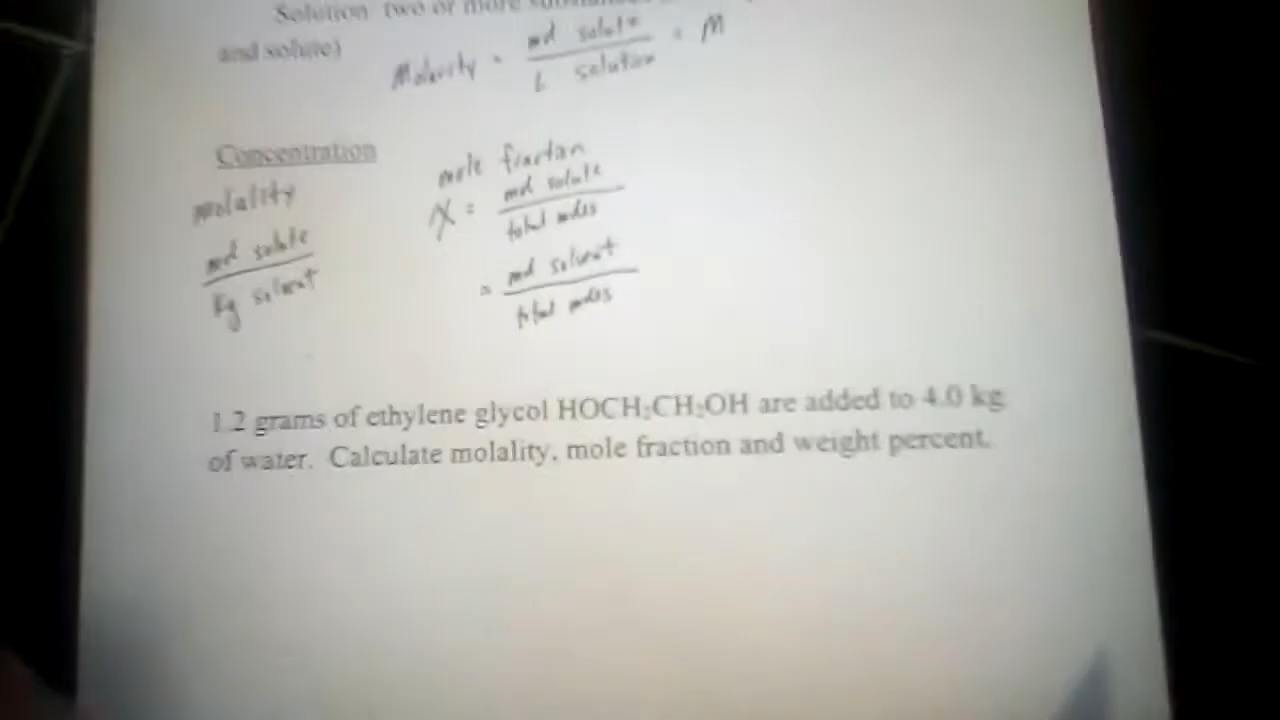 Solution two or more
and solute)
Molarity = mol solute / L solution = M
Concentration
molality
mol solute / Kg solvent
mole fraction
X = mol solute / total moles
= mol solvent / total moles
1.2 grams of ethylene glycol HOCH₂CH₂OH are added to 4.0 kg
of water. Calculate molality, mole fraction and weight percent.